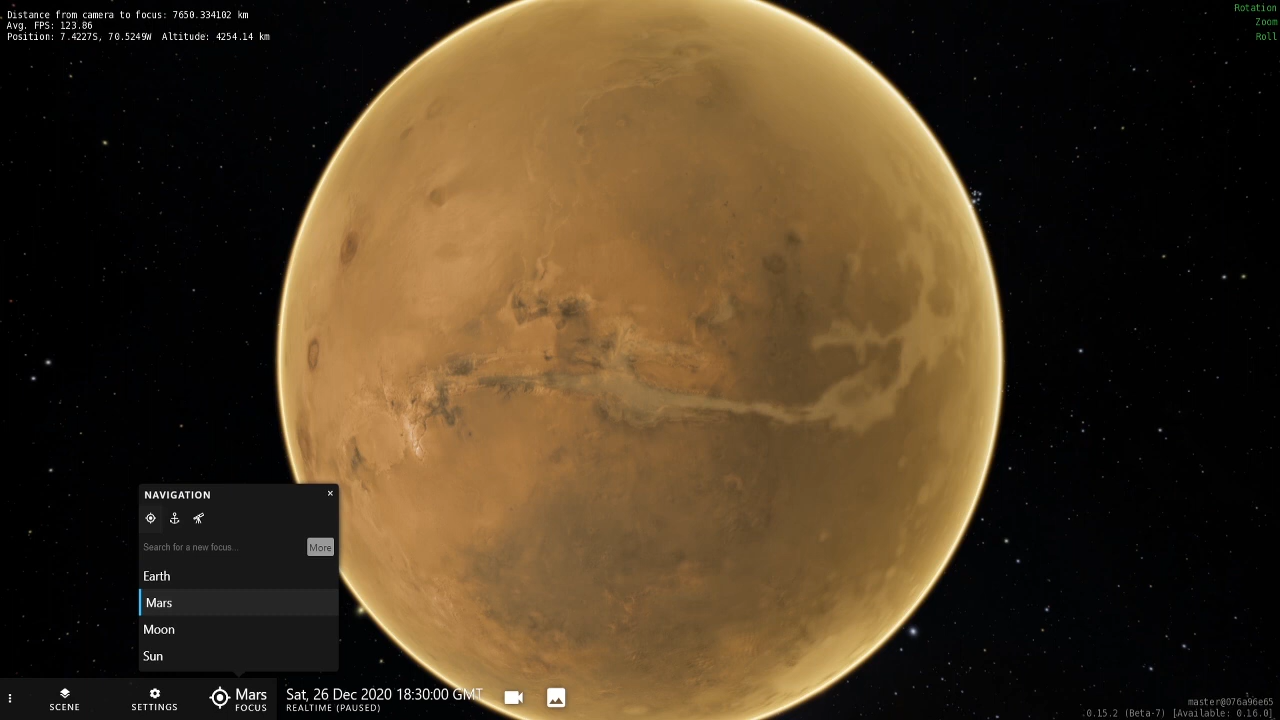 Distance from camera to focus: 7650.334102 km
Avg. FPS: 123.86
Position: 7.4227S, 70.5249W  Altitude: 4254.14 km
Rotation
Zoom
Roll
NAVIGATION
×
Search for a new focus...
More
Earth
Mars
Moon
Sun
SCENE
SETTINGS
Mars
FOCUS
Sat, 26 Dec 2020 18:30:00 GMT
REALTIME (PAUSED)
master@076a96e65
.0.15.2 (Beta-7) [Available: 0.16.0]